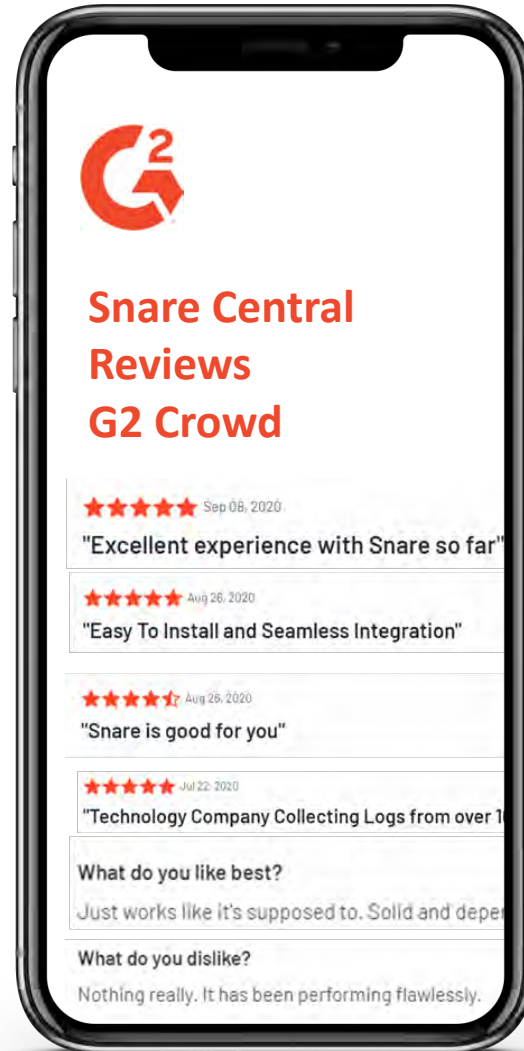 G2
Snare Central
Reviews
G2 Crowd
Sep 08, 2020
"Excellent experience with Snare so far"
Aug 26, 2020
"Easy To Install and Seamless Integration"
Aug 26, 2020
"Snare is good for you"
Jul 22, 2020
"Technology Company Collecting Logs from over
What do you like best?
Just works like it's supposed to. Solid and
What do you dislike?
Nothing really. It has been performing flawlessly.